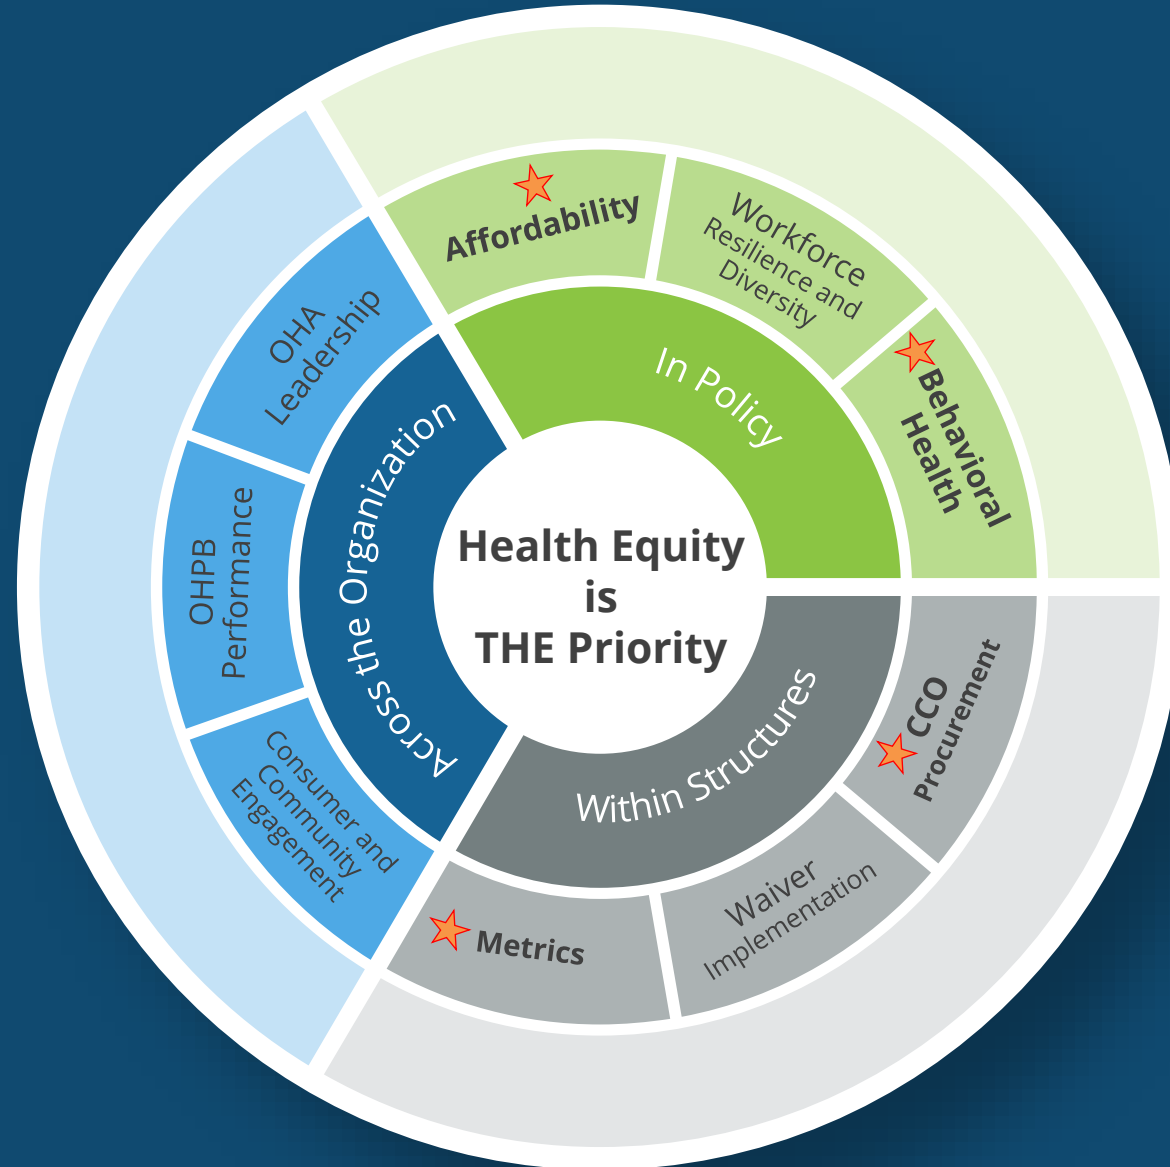 Health Equity
is
THE Priority
In Policy
Affordability
Workforce
Resilience and
Diversity
Behavioral
Health
Within Structures
CCO
Procurement
Waiver
Implementation
Metrics
Across the Organization
Consumer and
Community
Engagement
OHPB
Performance
OHA
Leadership